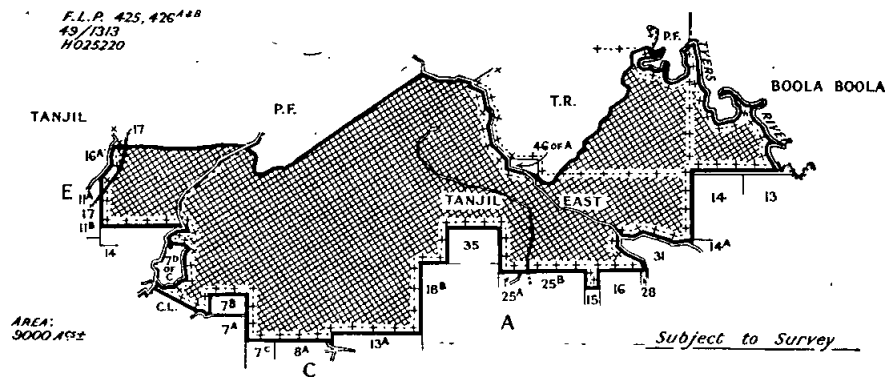 F.L.P. 425, 426 A&B
49/1313
HO25220
P.F.
TYERS
BOOLA BOOLA
P.F.
T.R.
TANJIL
17
RIVER
46 OF A
16A
E
11A
17
11B
14
TANJIL EAST
14 13
35
31
14A
7D OF C
18B
25A 25B 15 16 28
C.L.
7B
7A
A
AREA:
9000 ACS±
7C 8A 13A
Subject to Survey
C